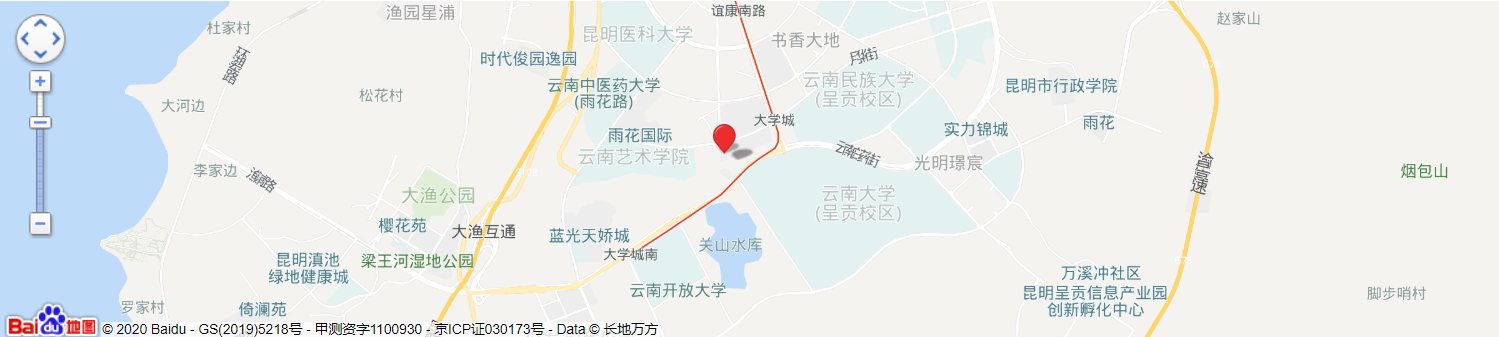 谊康南路
渔园星浦
赵家山
杜家村
昆明医科大学
书香大地
环湖路
时代俊园逸园
月华街
云南民族大学
(呈贡校区)
云南中医药大学
(雨花路)
昆明市行政学院
松花村
大河边
大学城
雨花
实力锦城
雨花国际
云南艺术学院
光明璟宸
李家边
烟包山
大渔公园
云南大学
(呈贡校区)
樱花苑
大渔互通
蓝光天娇城
关山水库
大学城南
昆明滇池
绿地健康城
梁王河湿地公园
万溪冲社区
云南开放大学
昆明呈贡信息产业园
创新孵化中心
脚步哨村
罗家村
倚澜苑
Bai du 地图
© 2020 Baidu - GS(2019)5218号 - 甲测资字1100930 - 京ICP证030173号 - Data © 长地万方